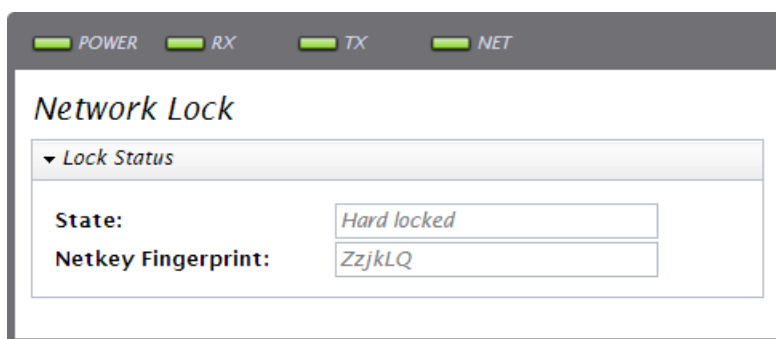 POWER RX TX NET
Network Lock
Lock Status
State: Hard locked
Netkey Fingerprint: ZzjkLQ